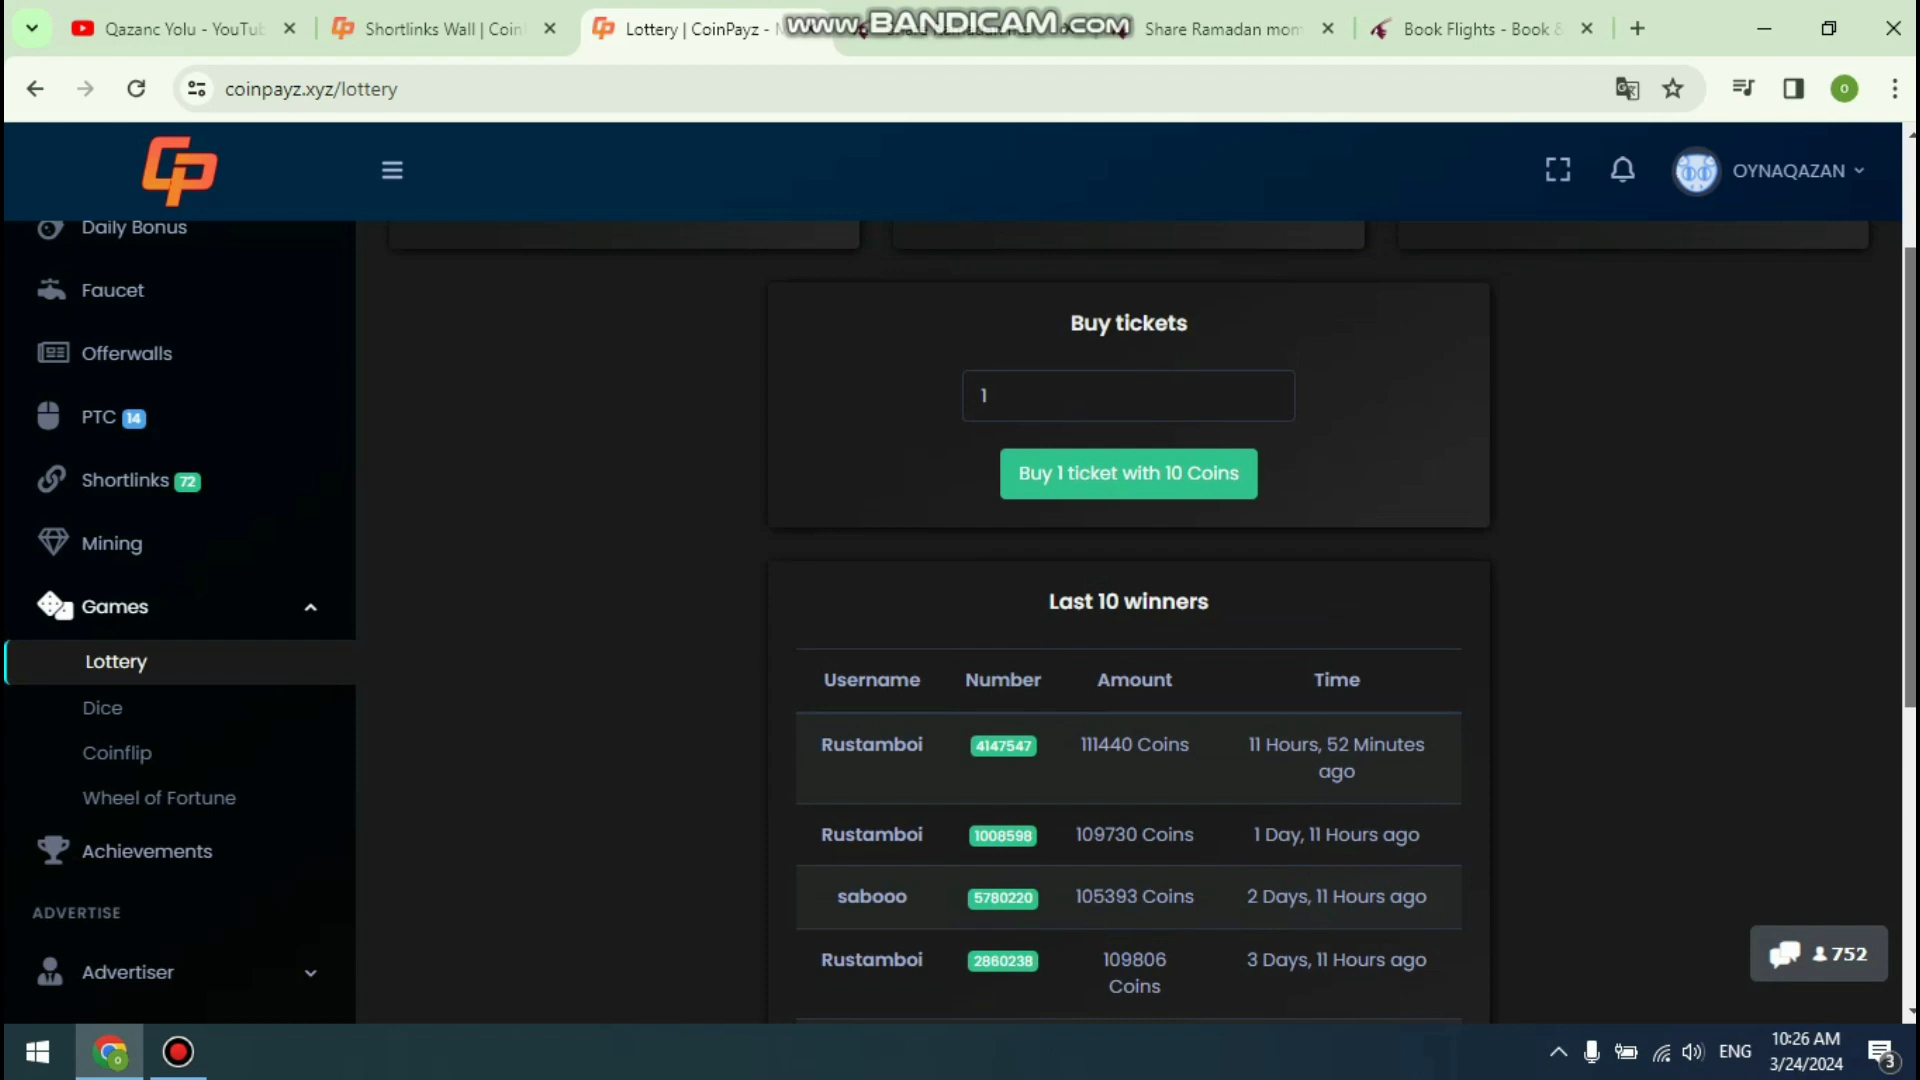 Qazanc Yolu - YouTub
Shortlinks Wall | Coin
Lottery | CoinPayz -
www.BANDICAM.com
Share Ramadan mom
Book Flights - Book &
coinpayz.xyz/lottery
o
CP
OYNAQAZAN
Daily Bonus
Faucet
Offerwalls
PTC 14
Shortlinks 72
Mining
Games
Lottery
Dice
Coinflip
Wheel of Fortune
Achievements
ADVERTISE
Advertiser
Buy tickets
1
Buy 1 ticket with 10 Coins
Last 10 winners
Username Number Amount Time
Rustamboi 4147547 111440 Coins 11 Hours, 52 Minutes
ago
Rustamboi 1008598 109730 Coins 1 Day, 11 Hours ago
sabooo 5780220 105393 Coins 2 Days, 11 Hours ago
Rustamboi 2860238 109806 3 Days, 11 Hours ago
Coins
752
ENG
10:26 AM
3/24/2024
3